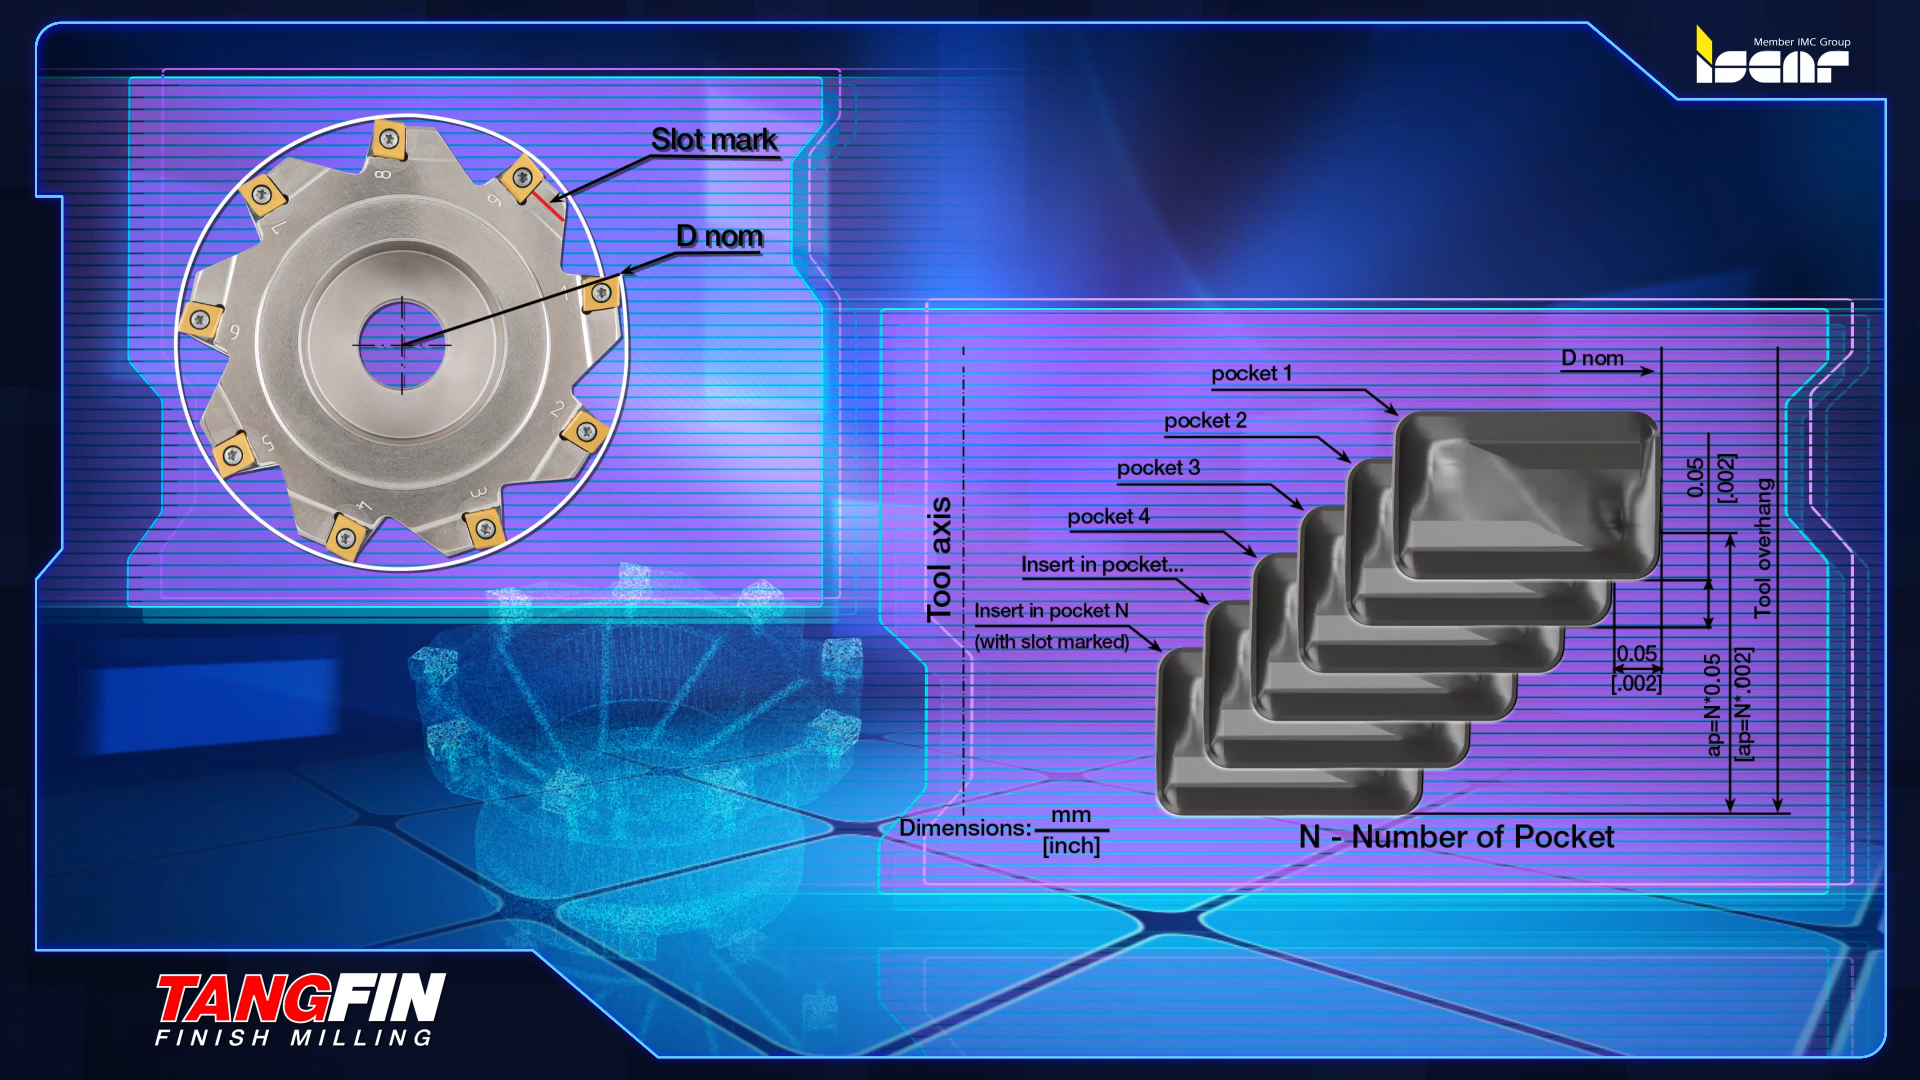 Member IMC Group
iscar
Slot mark
D nom
8
9
7
1
6
2
5
4
3
D nom
pocket 1
pocket 2
pocket 3
pocket 4
Insert in pocket...
Insert in pocket N
(with slot marked)
Tool axis
0.05
[.002]
Tool overhang
0.05
[.002]
ap=N*0.05
[ap=N*.002]
Dimensions: mm
[inch]
N - Number of Pocket
TANGFIN
FINISH MILLING